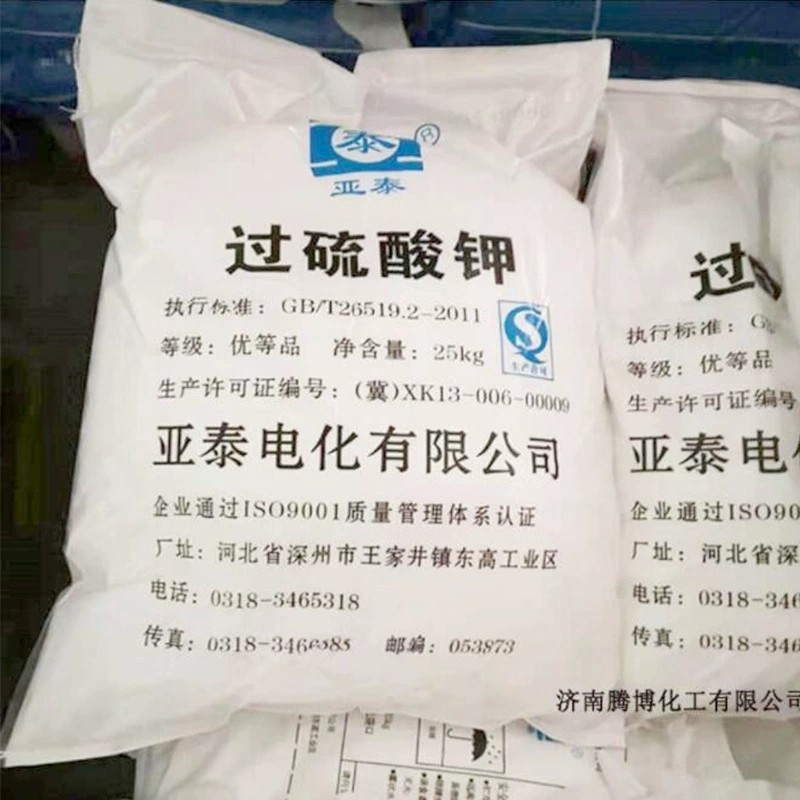 泰®
亚泰
过硫酸钾
执行标准：GB/T26519.2-2011
等级：优等品 净含量：25kg
生产许可
生产许可证编号：(冀)XK13-006-00009
亚泰电化有限公司
企业通过ISO9001质量管理体系认证
厂址：河北省深州市王家井镇东高工业区
电话：0318-3465318
传真：0318-3466585 邮编：053873
过
执行标准：G
等级：优等品
生产许可证编号
亚泰电
企业通过ISO90
厂址：河北省深
电话：0318-346
传真：0318-34
济南腾博化工有限公司